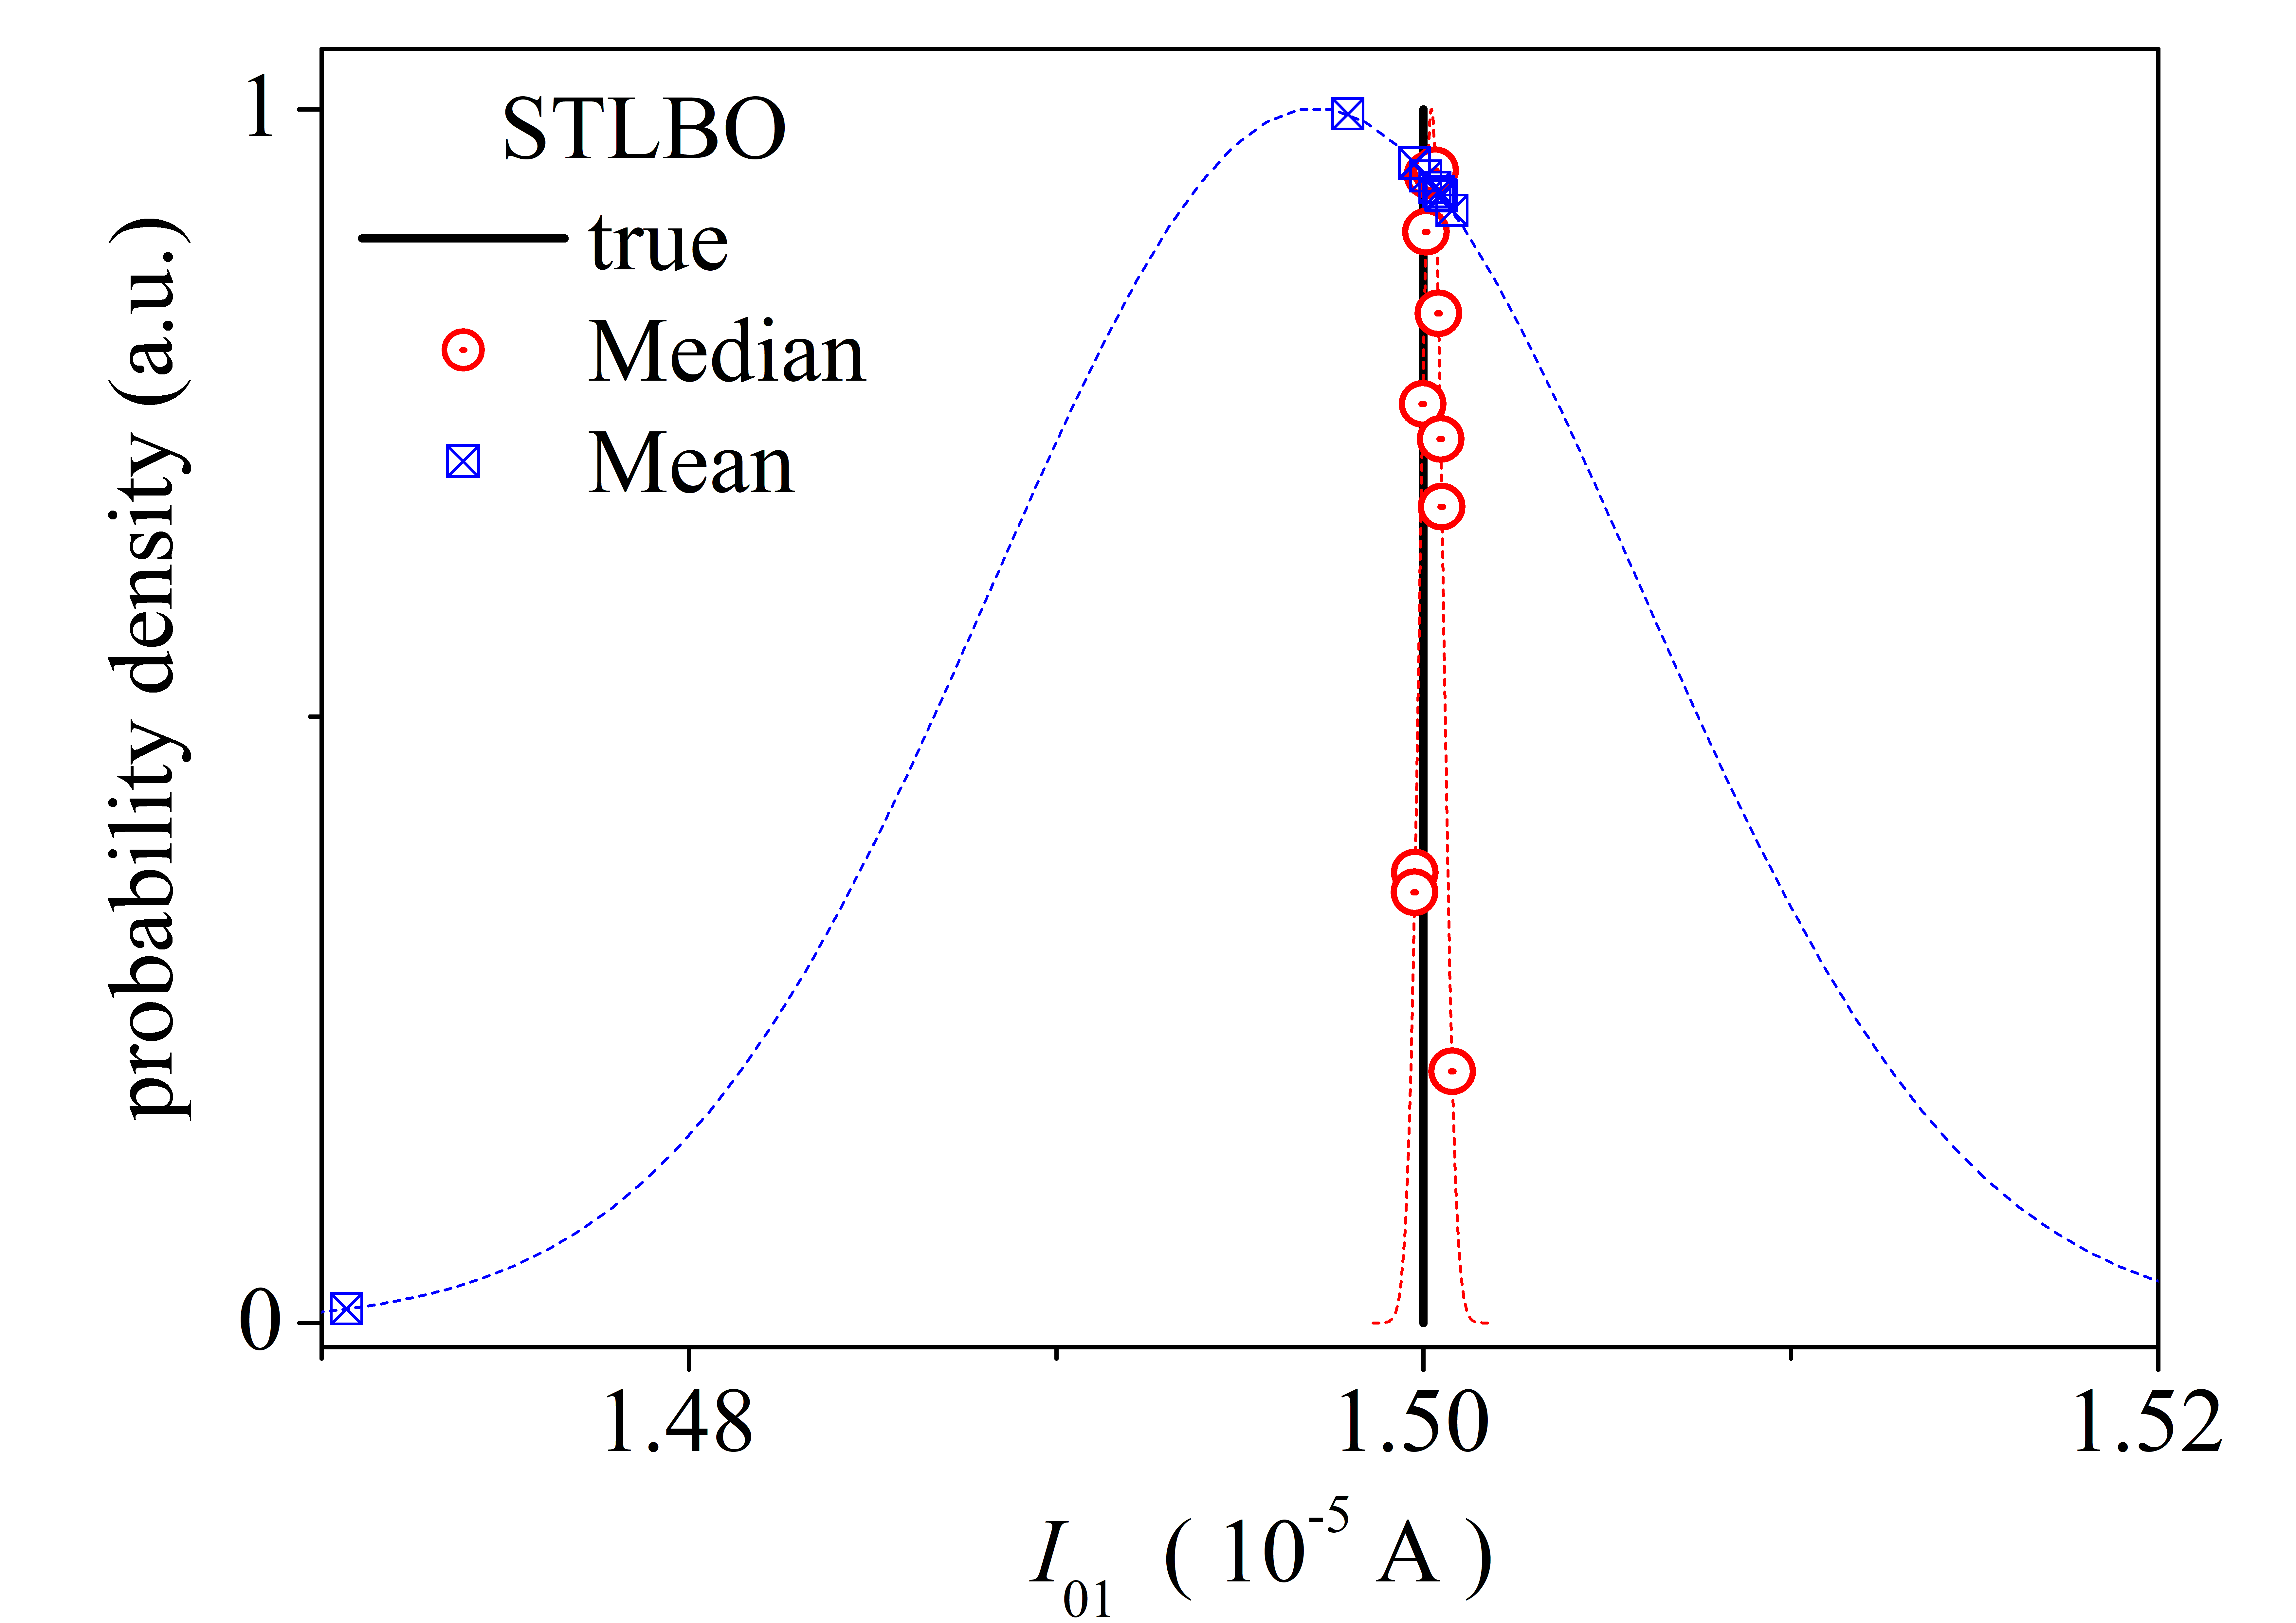 1
STLBO
true
Median
Mean
probability density (a.u.)
0
1.48 1.50 1.52
I₀₁ ( 10⁻⁵ A )